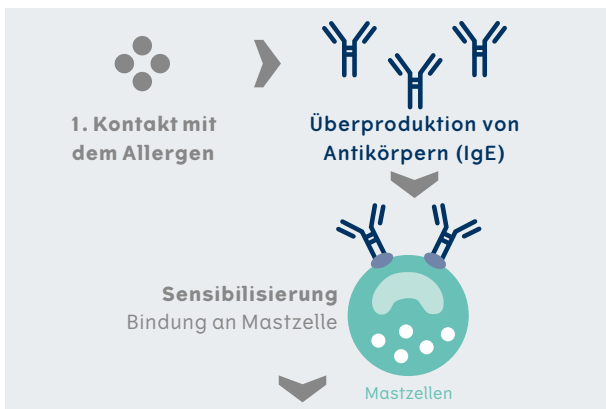 1. Kontakt mit
dem Allergen
Überproduktion von
Antikörpern (IgE)
Sensibilisierung
Bindung an Mastzelle
Mastzellen